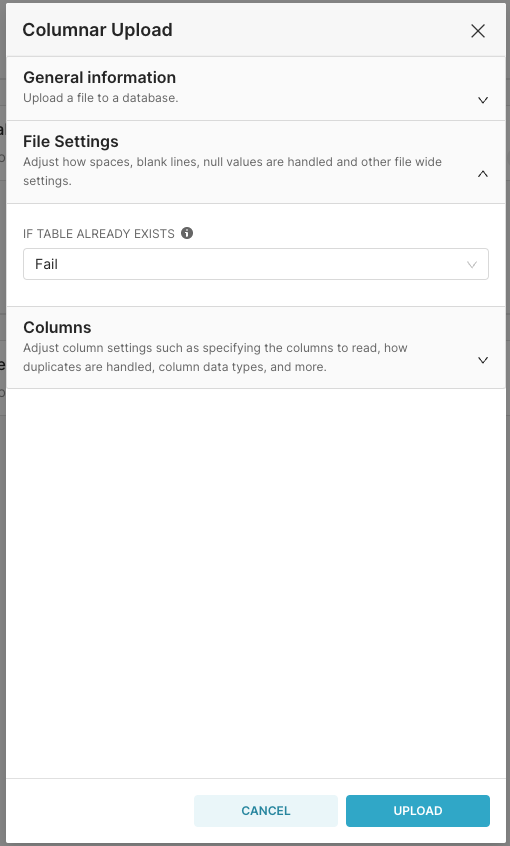 Columnar Upload
General information
Upload a file to a database.
File Settings
Adjust how spaces, blank lines, null values are handled and other file wide
settings.
IF TABLE ALREADY EXISTS
Fail
Columns
Adjust column settings such as specifying the columns to read, how
duplicates are handled, column data types, and more.
CANCEL UPLOAD